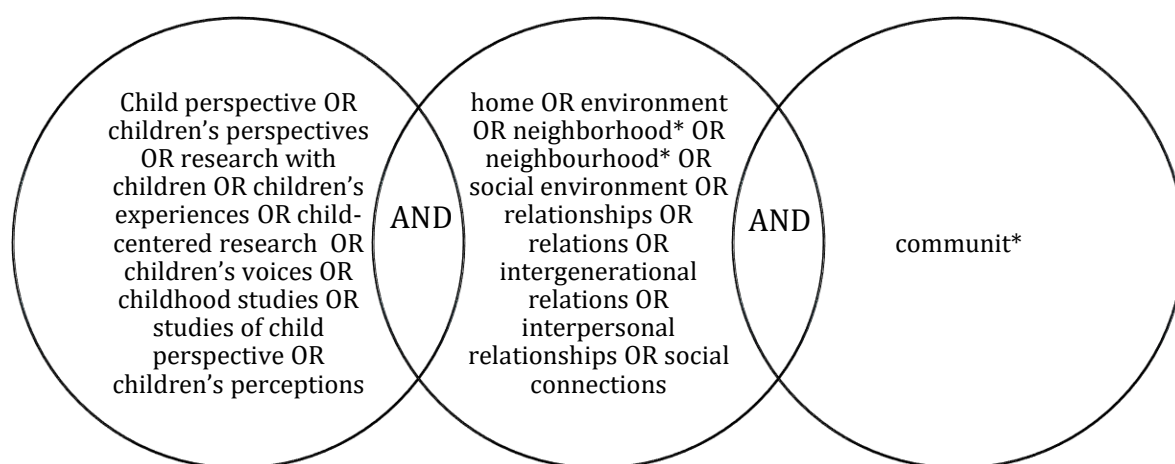 Child perspective OR
children’s perspectives
OR research with
children OR children’s
experiences OR child-
centered research OR
children’s voices OR
childhood studies OR
studies of child
perspective OR
children’s perceptions
AND
home OR environment
OR neighborhood* OR
neighbourhood* OR
social environment OR
relationships OR
relations OR
intergenerational
relations OR
interpersonal
relationships OR social
connections
AND
communit*